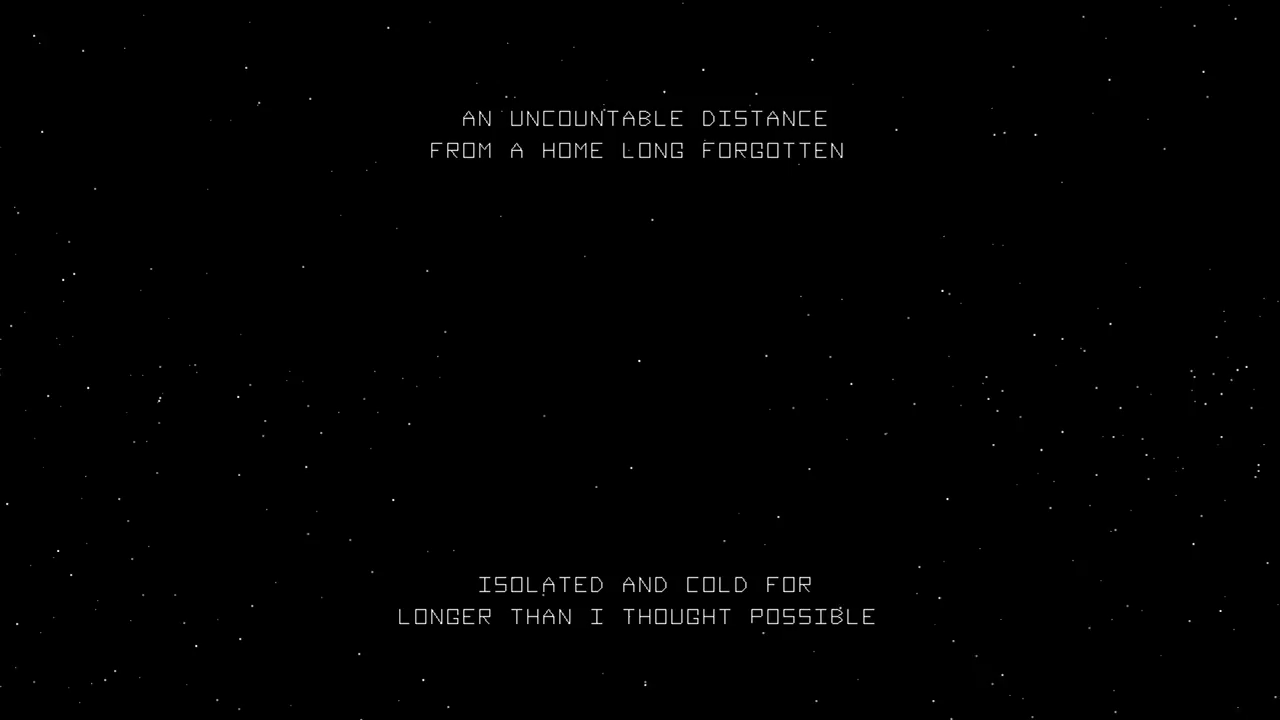 AN UNCOUNTABLE DISTANCE
FROM A HOME LONG FORGOTTEN
ISOLATED AND COLD FOR
LONGER THAN I THOUGHT POSSIBLE